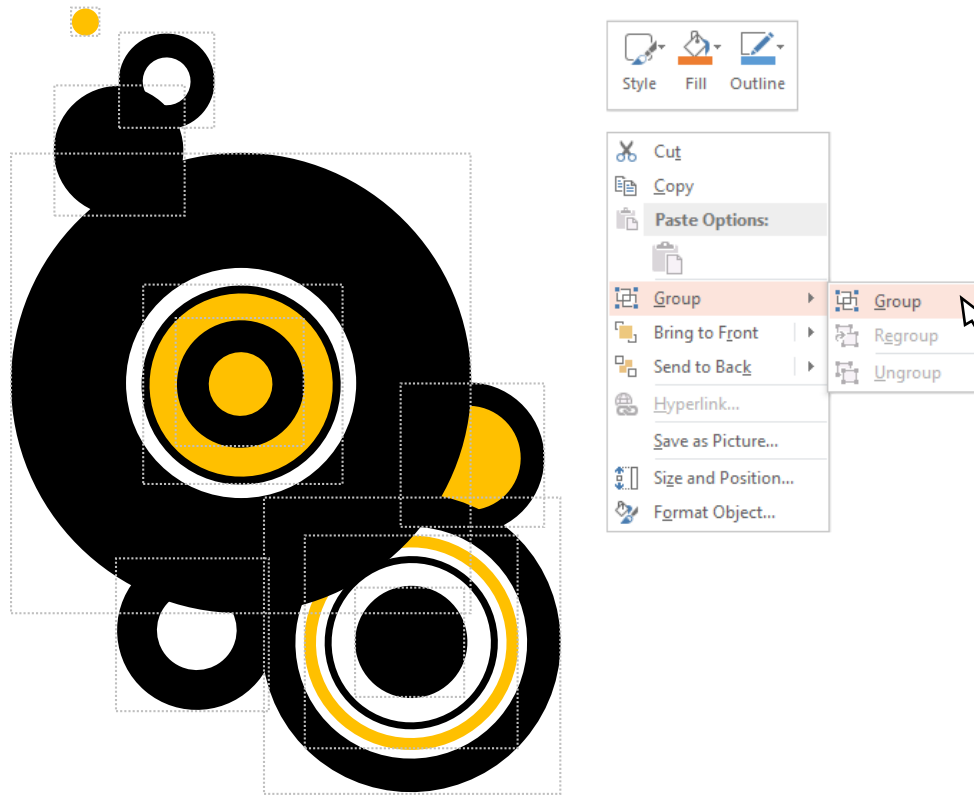 Style Fill Outline
Cut
Copy
Paste Options:
Group
Group
Bring to Front
Regroup
Send to Back
Ungroup
Hyperlink...
Save as Picture...
Size and Position...
Format Object...